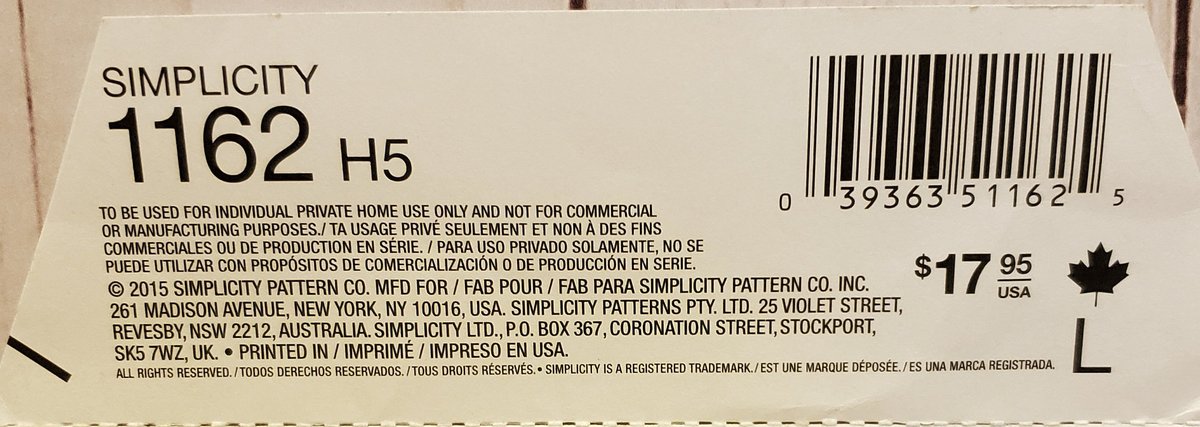 SIMPLICITY
1162 H5
TO BE USED FOR INDIVIDUAL PRIVATE HOME USE ONLY AND NOT FOR COMMERCIAL
OR MANUFACTURING PURPOSES./ TA USAGE PRIVÉ SEULEMENT ET NON À DES FINS
COMMERCIALES OU DE PRODUCTION EN SÉRIE. / PARA USO PRIVADO SOLAMENTE, NO SE
PUEDE UTILIZAR CON PROPÓSITOS DE COMERCIALIZACIÓN O DE PRODUCCIÓN EN SERIE.
© 2015 SIMPLICITY PATTERN CO. MFD FOR / FAB POUR / FAB PARA SIMPLICITY PATTERN CO. INC.
261 MADISON AVENUE, NEW YORK, NY 10016, USA. SIMPLICITY PATTERNS PTY. LTD. 25 VIOLET STREET,
REVESBY, NSW 2212, AUSTRALIA. SIMPLICITY LTD., P.O. BOX 367, CORONATION STREET, STOCKPORT,
SK5 7WZ, UK. • PRINTED IN / IMPRIMÉ / IMPRESO EN USA.
ALL RIGHTS RESERVED. / TODOS DERECHOS RESERVADOS. / TOUS DROITS RÉSERVÉS. • SIMPLICITY IS A REGISTERED TRADEMARK. / EST UNE MARQUE DÉPOSÉE. / ES UNA MARCA REGISTRADA.
0 39363 51162 5
$17 95
USA
L